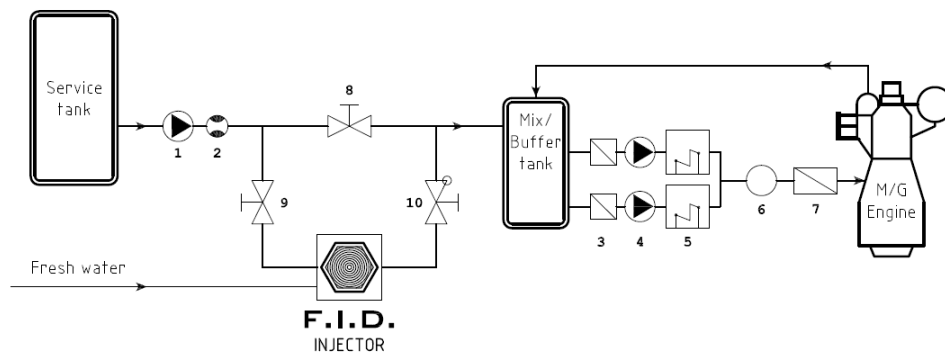 Service
tank
1
2
8
9
10
Mix/
Buffer
tank
3
4
5
6
7
M/G
Engine
Fresh water
F.I.D.
INJECTOR